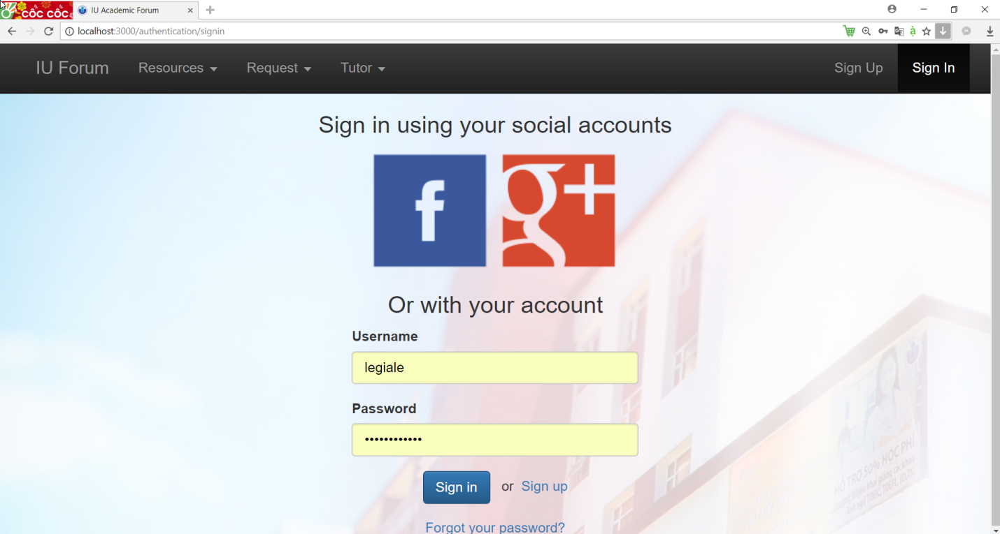 CỐC CỐC
IU Academic Forum
localhost:3000/authentication/signin
IU Forum
Resources
Request
Tutor
Sign Up
Sign In
Sign in using your social accounts
f
g+
Or with your account
Username
legiale
Password
••••••••••••
Sign in or Sign up
Forgot your password?
HỖ TRỢ 50% HỌC PHÍ